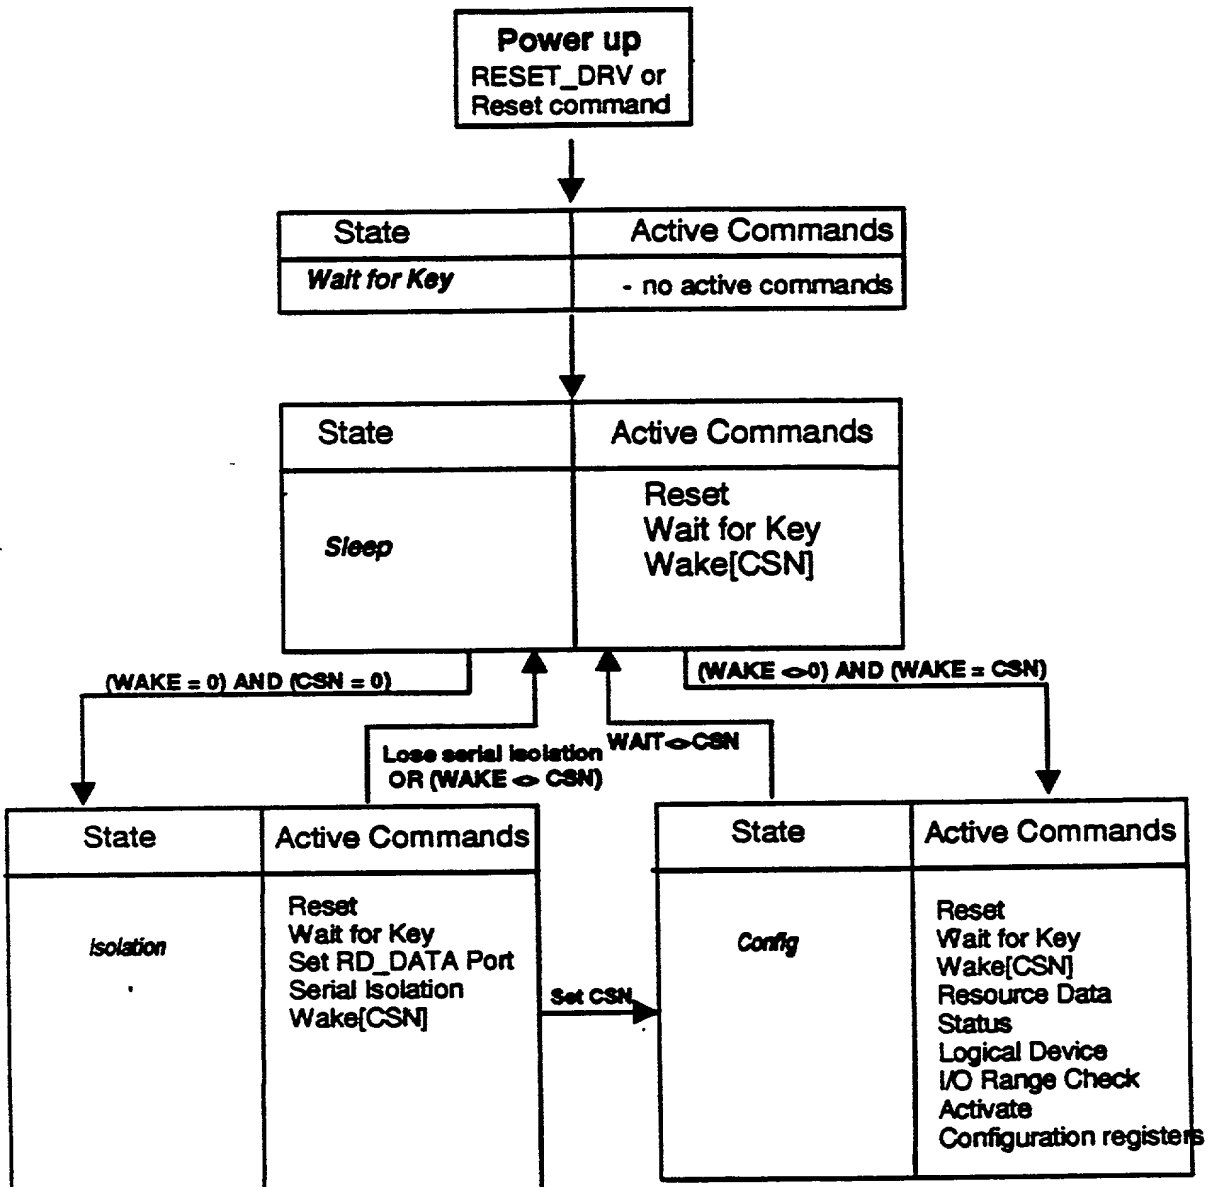 Power up
RESET_DRV or
Reset command
State
Active Commands
Wait for Key
- no active commands
State
Active Commands
Sleep
Reset
Wait for Key
Wake[CSN]
(WAKE = 0) AND (CSN = 0)
(WAKE <>0) AND (WAKE = CSN)
Lose serial isolation
OR (WAKE <> CSN)
WAIT<>CSN
State
Active Commands
Isolation
Reset
Wait for Key
Set RD_DATA Port
Serial Isolation
Wake[CSN]
Set CSN
State
Active Commands
Config
Reset
Wait for Key
Wake[CSN]
Resource Data
Status
Logical Device
I/O Range Check
Activate
Configuration registers